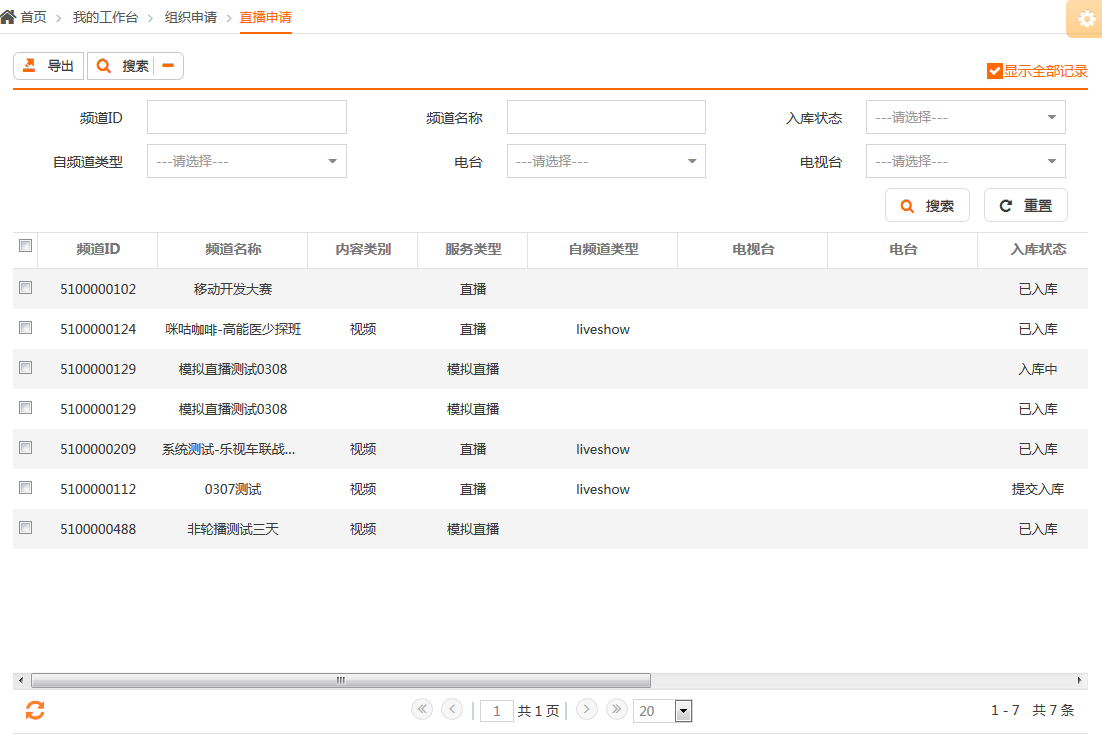 首页 > 我的工作台 > 组织申请 > 直播申请
导出 搜索
显示全部记录
频道ID 频道名称 入库状态 ---请选择---
自频道类型 ---请选择--- 电台 ---请选择--- 电视台 ---请选择---
搜索 重置
频道ID 频道名称 内容类别 服务类型 自频道类型 电视台 电台 入库状态
5100000102 移动开发大赛 直播 已入库
5100000124 咪咕咖啡-高能医少探班 视频 直播 liveshow 已入库
5100000129 模拟直播测试0308 模拟直播 入库中
5100000129 模拟直播测试0308 模拟直播 已入库
5100000209 系统测试-乐视车联战... 视频 直播 liveshow 已入库
5100000112 0307测试 视频 直播 liveshow 提交入库
5100000488 非轮播测试三天 视频 模拟直播 已入库
1 共 1 页 20 1 - 7 共 7 条